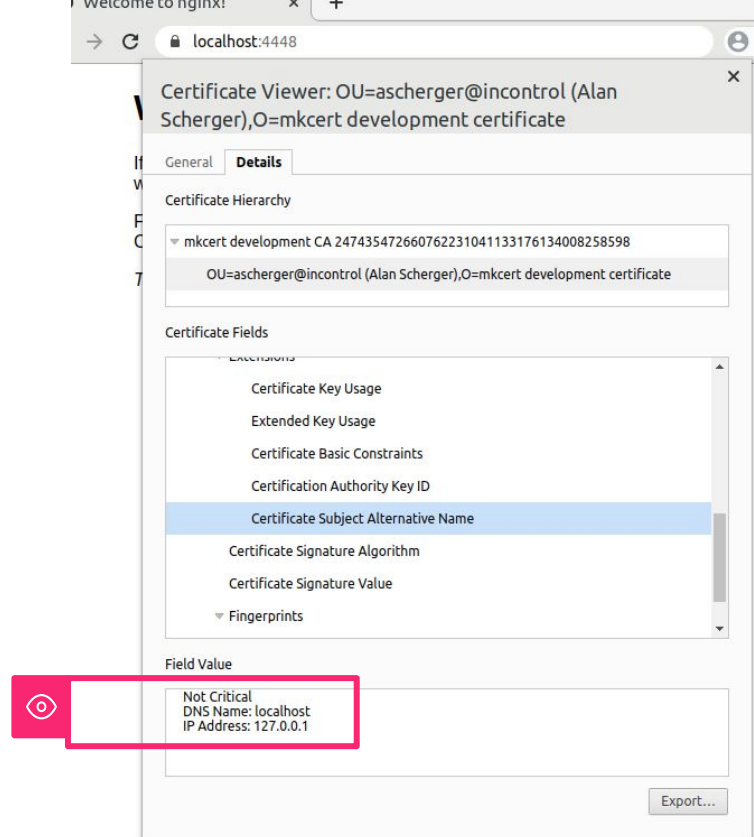 Welcome to nginx!
localhost:4448
Certificate Viewer: OU=ascherger@incontrol (Alan
Scherger),O=mkcert development certificate
General Details
Certificate Hierarchy
mkcert development CA 247435472660762231041133176134008258598
OU=ascherger@incontrol (Alan Scherger),O=mkcert development certificate
Certificate Fields
Extensions
Certificate Key Usage
Extended Key Usage
Certificate Basic Constraints
Certification Authority Key ID
Certificate Subject Alternative Name
Certificate Signature Algorithm
Certificate Signature Value
Fingerprints
Field Value
Not Critical
DNS Name: localhost
IP Address: 127.0.0.1
Export...